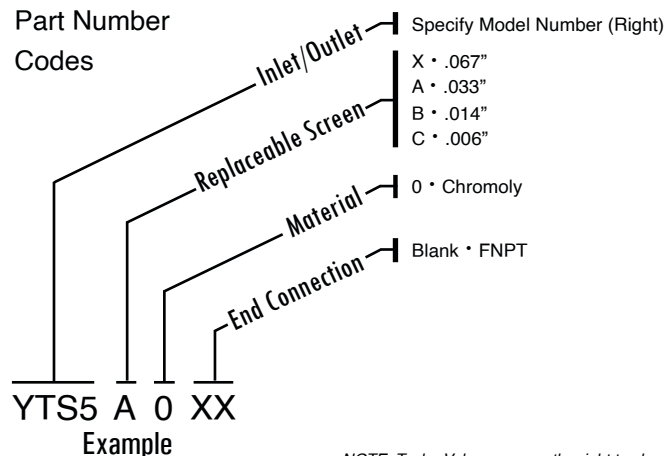 Part Number
Codes
Inlet/Outlet
Specify Model Number (Right)
Replaceable Screen
X • .067”
A • .033”
B • .014”
C • .006”
Material
0 • Chromoly
End Connection
Blank • FNPT
YTS5 A 0 XX
Example